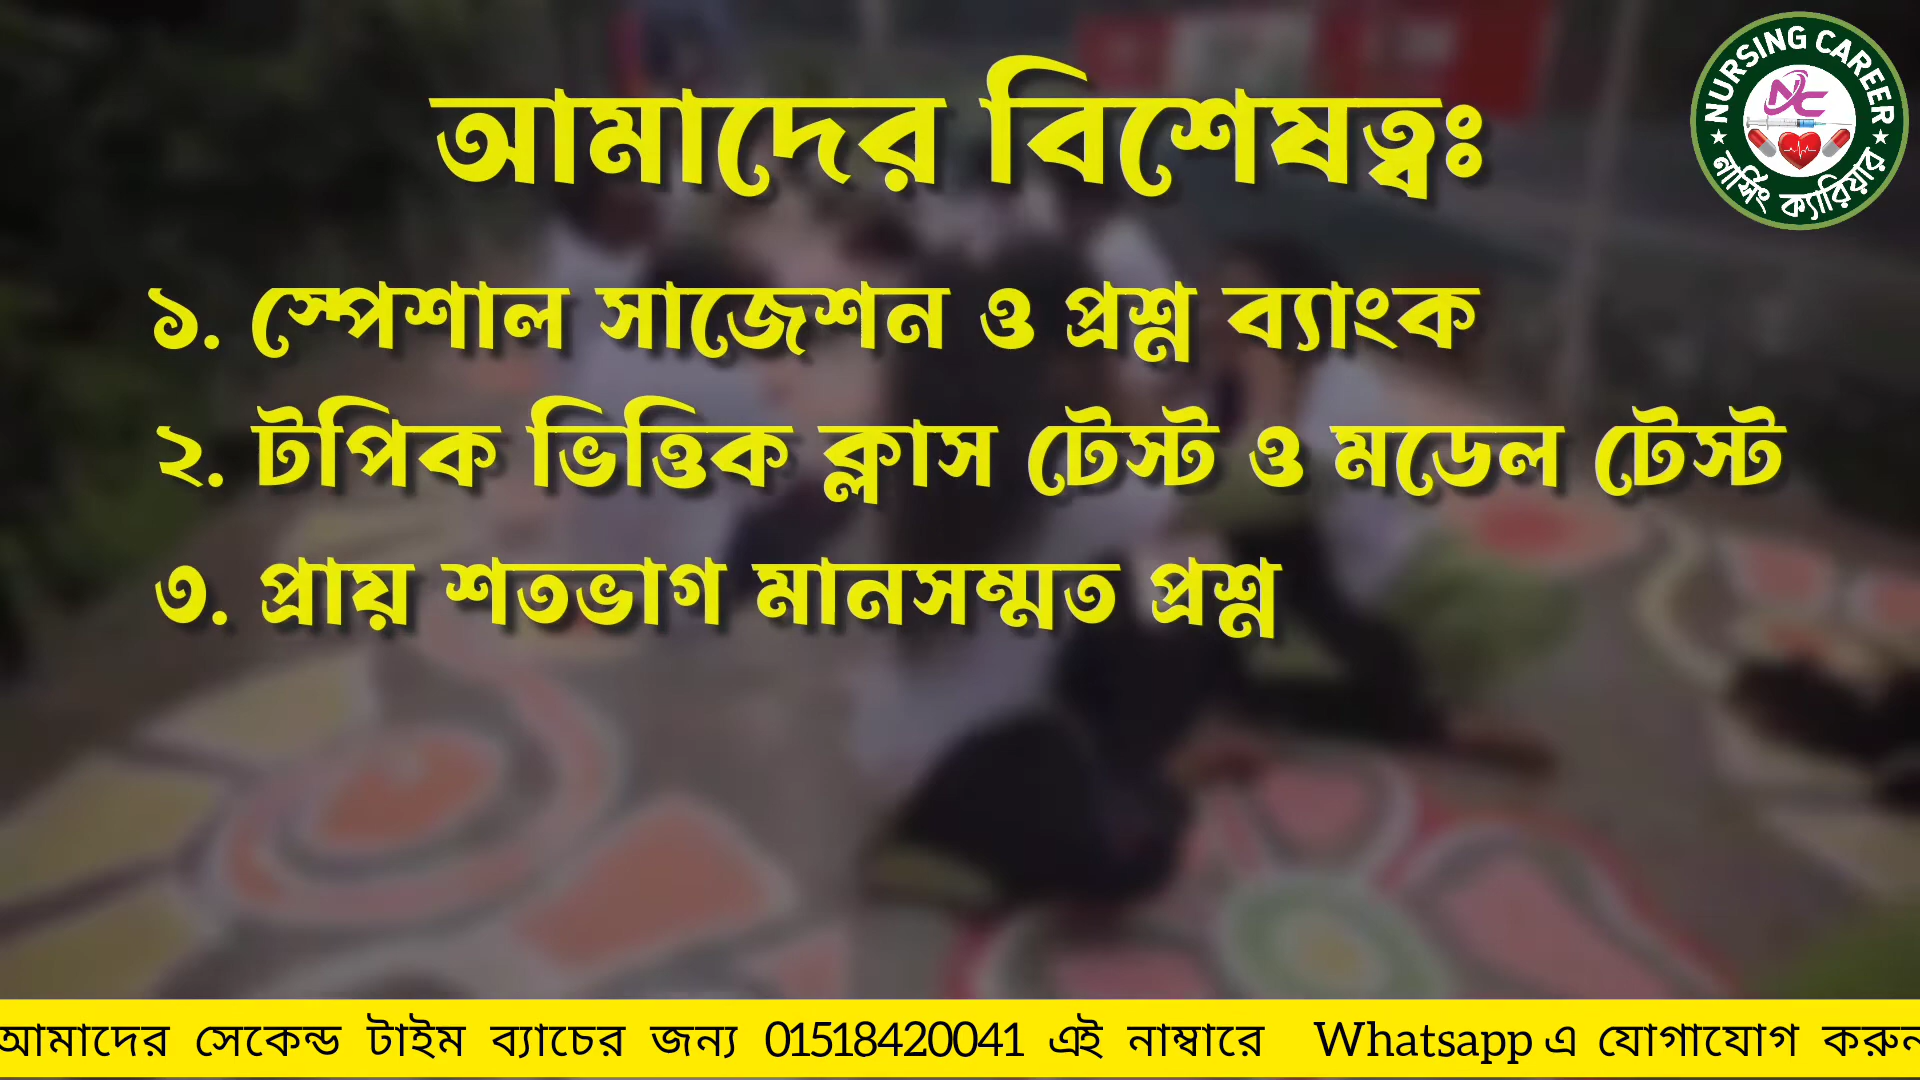 আমাদের বিশেষত্বঃ
NURSING CAREER
NC
নার্সিং ক্যারিয়ার
১. স্পেশাল সাজেশন ও প্রশ্ন ব্যাংক
২. টপিক ভিত্তিক ক্লাস টেস্ট ও মডেল টেস্ট
৩. প্রায় শতভাগ মানসম্মত প্রশ্ন
আমাদের সেকেন্ড টাইম ব্যাচের জন্য 01518420041 এই নাম্বারে Whatsapp এ যোগাযোগ করুন